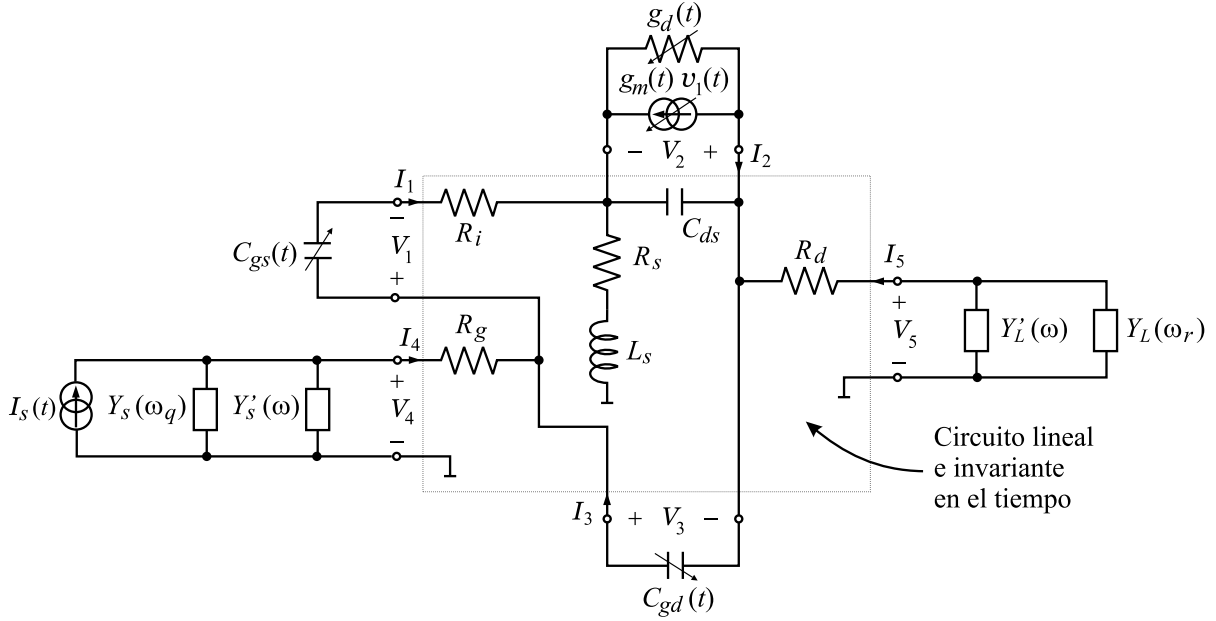 g_d(t)
g_m(t) v_1(t)
− V_2 +
I_2
I_1
−
V_1
+
C_gs(t)
R_i
C_ds
R_s
L_s
R_d
I_5
+
V_5
−
Y'_L(ω)
Y_L(ω_r)
I_4
R_g
+
V_4
−
I_s(t)
Y_s(ω_q)
Y'_s(ω)
I_3
+ V_3 −
C_gd(t)
Circuito lineal
e invariante
en el tiempo